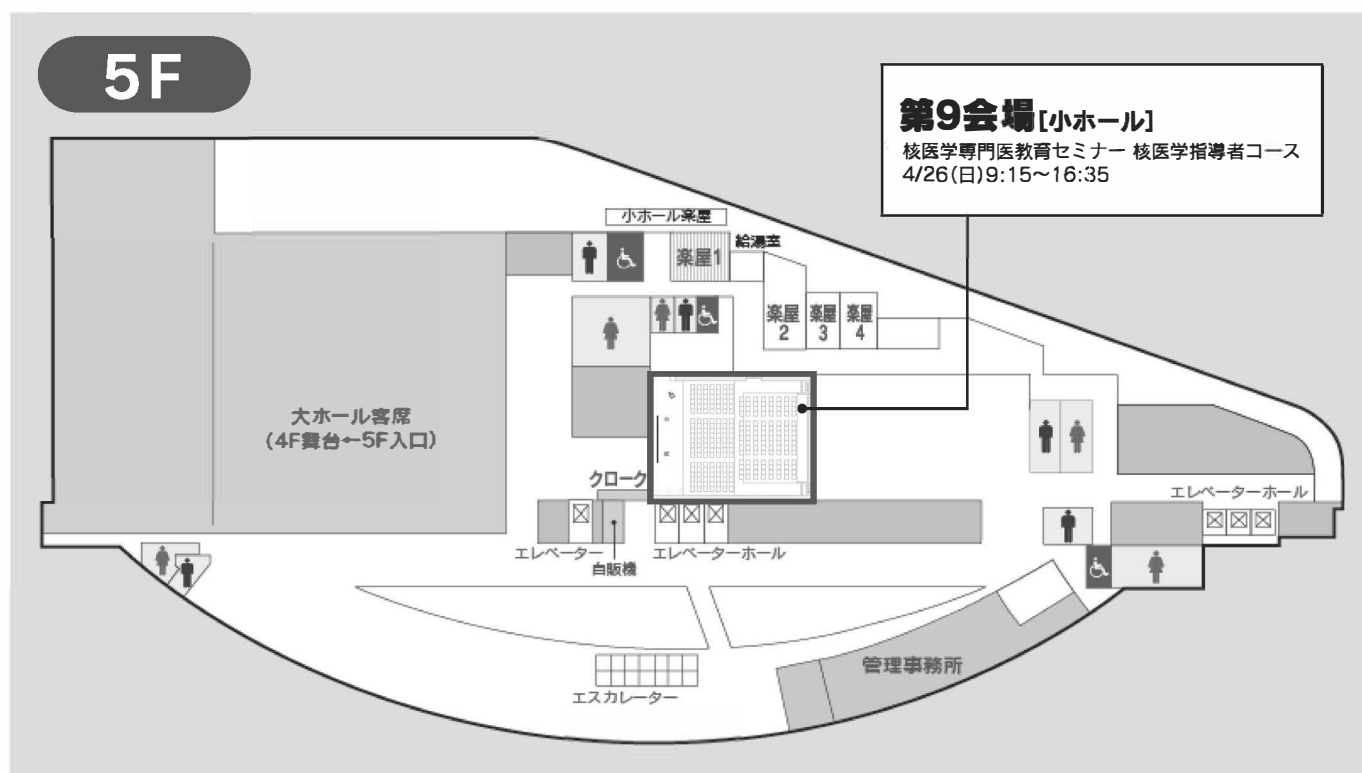 5F
第9会場[小ホール]
核医学専門医教育セミナー 核医学指導者コース
4/26(日)9:15〜16:35
小ホール楽屋
給湯室
楽屋1
楽屋
2
楽屋
3
楽屋
4
大ホール客席
(4F舞台←5F入口)
クローク
エレベーターホール
エレベーター
自販機
エレベーターホール
管理事務所
エスカレーター